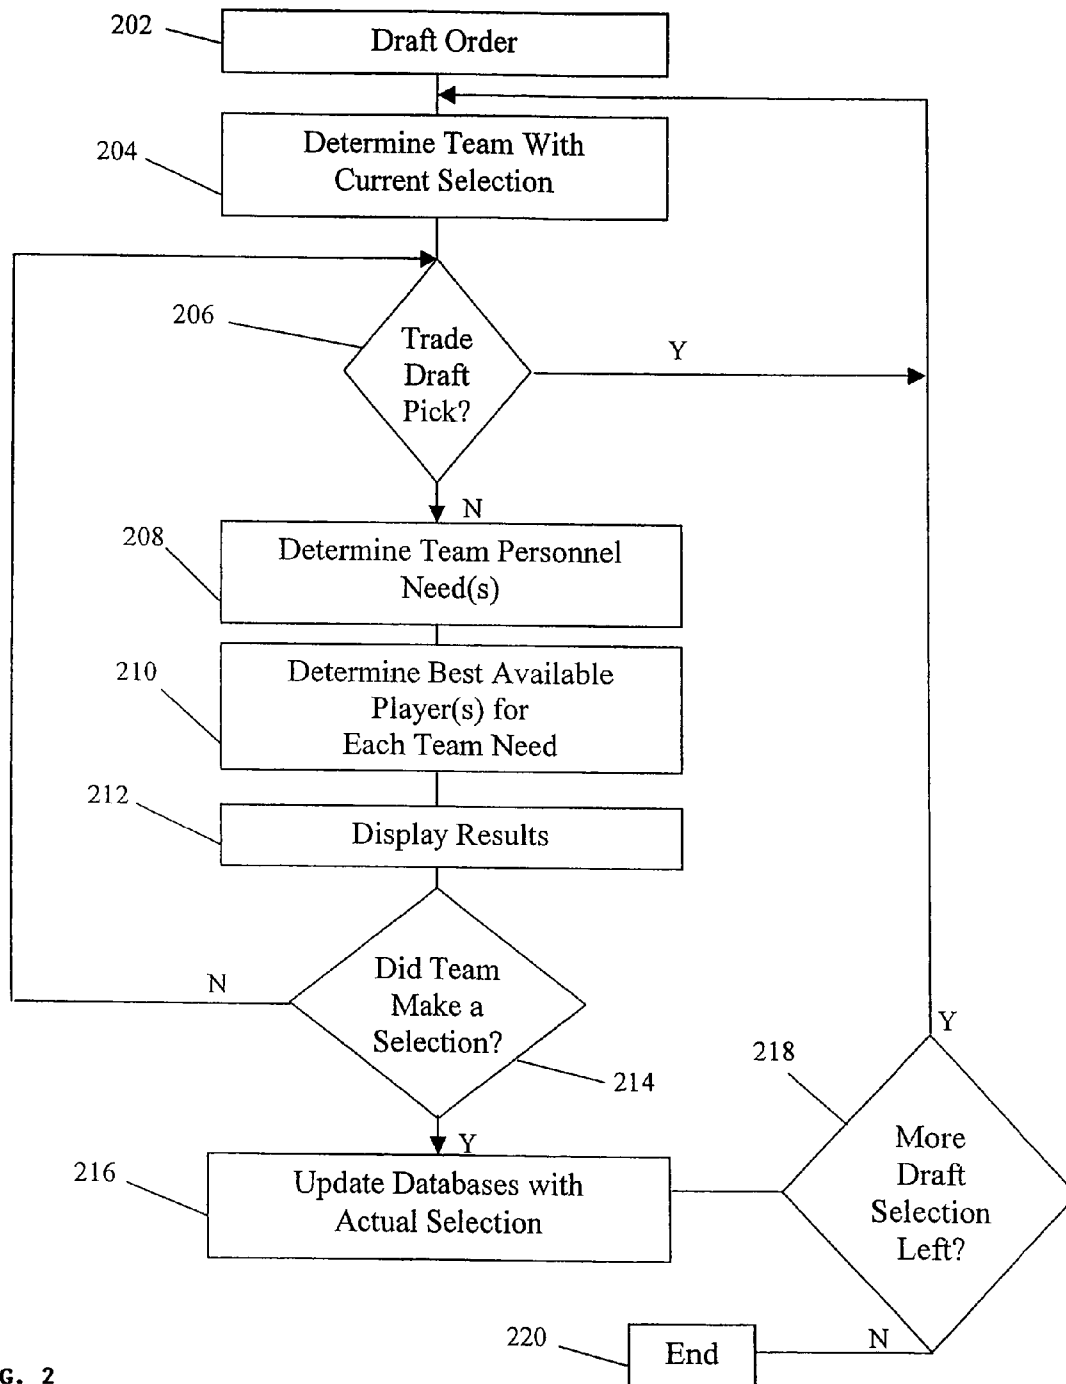 202
Draft Order
204
Determine Team With
Current Selection
206
Trade
Draft
Pick?
Y
N
208
Determine Team Personnel
Need(s)
210
Determine Best Available
Player(s) for
Each Team Need
212
Display Results
N
Did Team
Make a
Selection?
214
Y
216
Update Databases with
Actual Selection
218
Y
More
Draft
Selection
Left?
N
220
End
G. 2